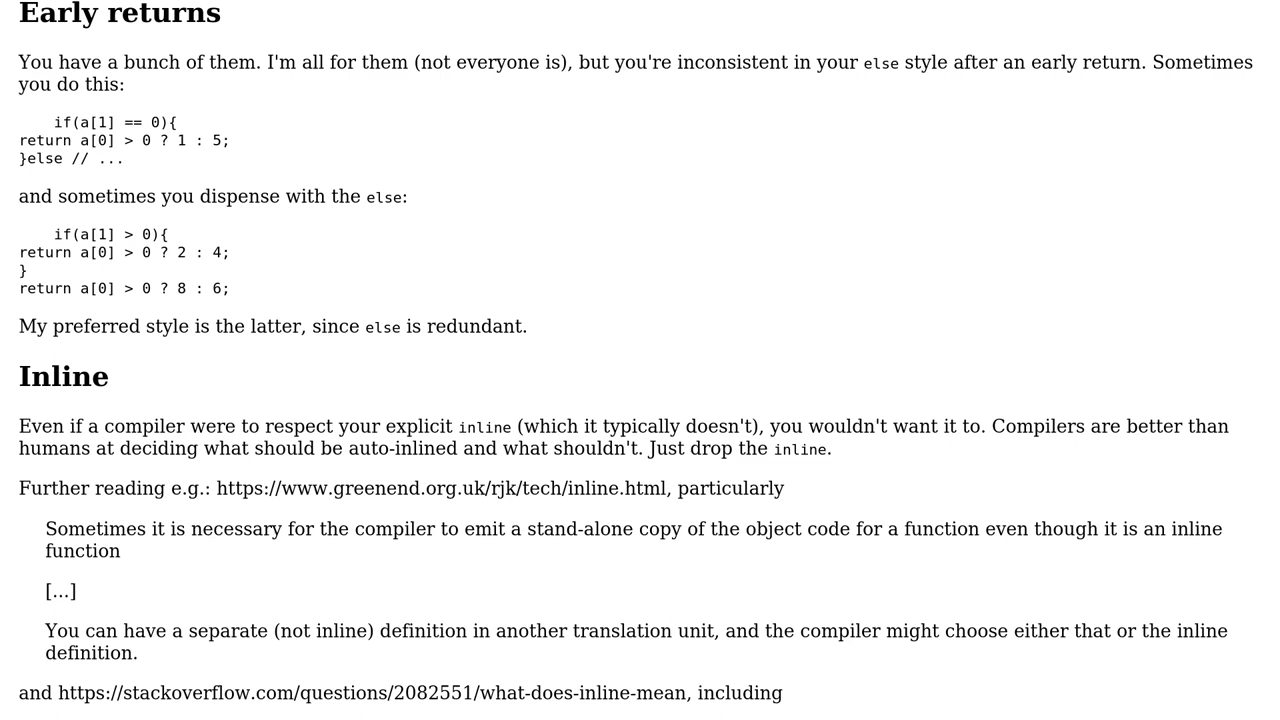 Early returns
You have a bunch of them. I'm all for them (not everyone is), but you're inconsistent in your else style after an early return. Sometimes
you do this:
if(a[1] == 0){
return a[0] > 0 ? 1 : 5;
}else // ...
and sometimes you dispense with the else:
if(a[1] > 0){
return a[0] > 0 ? 2 : 4;
}
return a[0] > 0 ? 8 : 6;
My preferred style is the latter, since else is redundant.
Inline
Even if a compiler were to respect your explicit inline (which it typically doesn't), you wouldn't want it to. Compilers are better than
humans at deciding what should be auto-inlined and what shouldn't. Just drop the inline.
Further reading e.g.: https://www.greenend.org.uk/rjk/tech/inline.html, particularly
Sometimes it is necessary for the compiler to emit a stand-alone copy of the object code for a function even though it is an inline
function
[...]
You can have a separate (not inline) definition in another translation unit, and the compiler might choose either that or the inline
definition.
and https://stackoverflow.com/questions/2082551/what-does-inline-mean, including